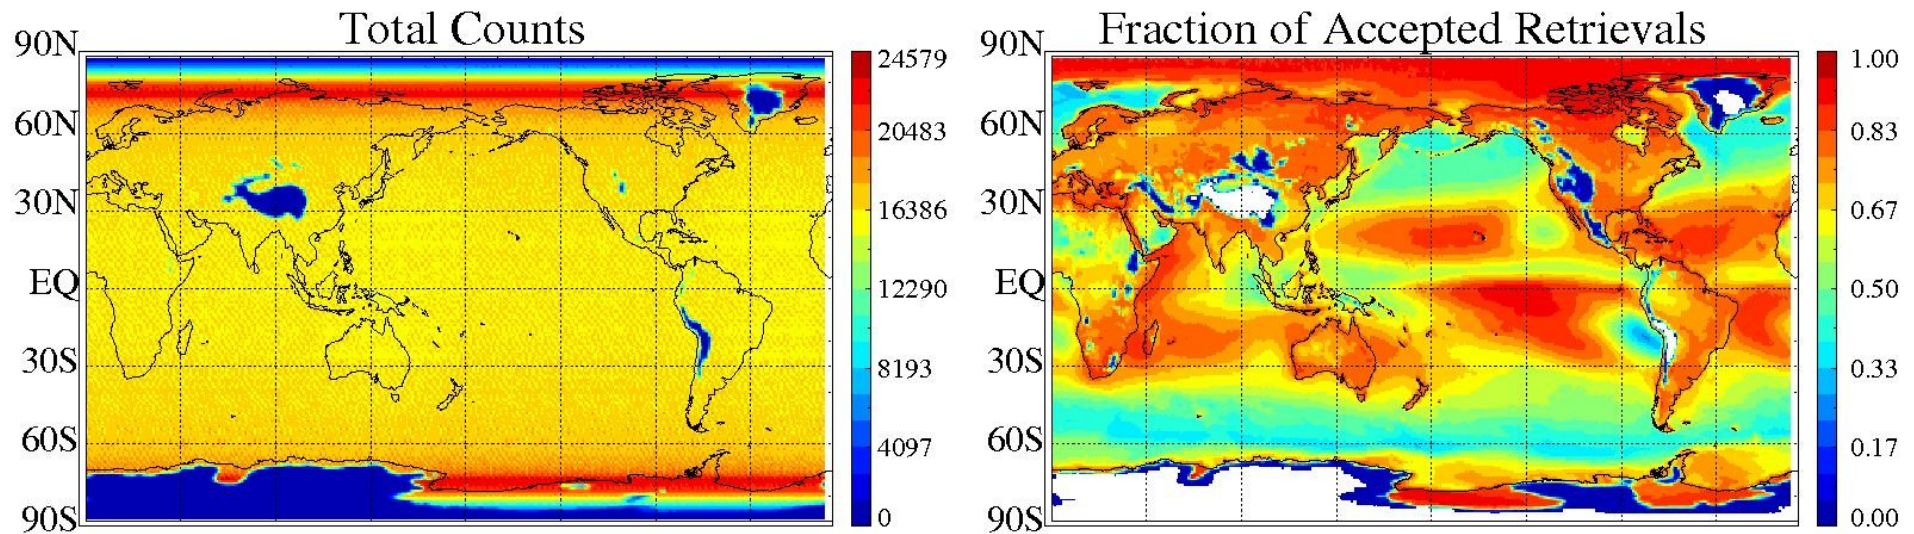 Total Counts
90N
60N
30N
EQ
30S
60S
90S
24579
20483
16386
12290
8193
4097
0
Fraction of Accepted Retrievals
90N
60N
30N
EQ
30S
60S
90S
1.00
0.83
0.67
0.50
0.33
0.17
0.00